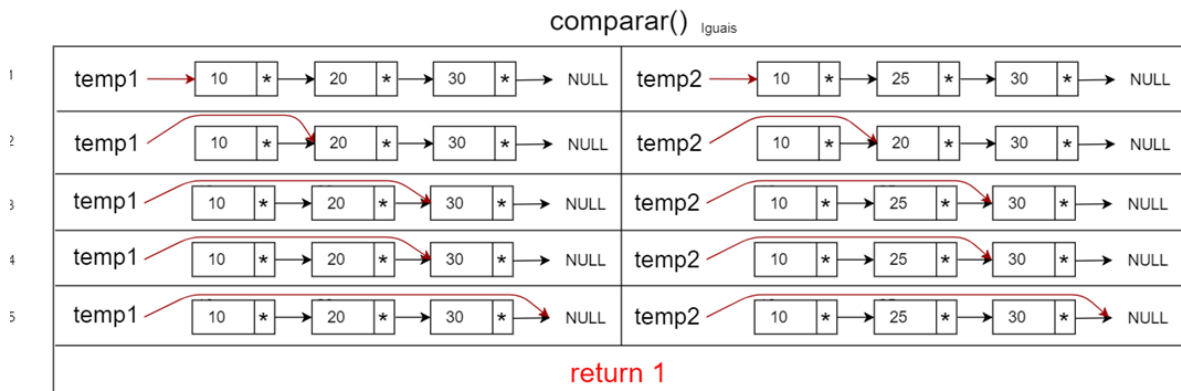 comparar() Iguais
1 temp1 10 * 20 * 30 * NULL temp2 10 * 25 * 30 * NULL
2 temp1 10 * 20 * 30 * NULL temp2 10 * 20 * 30 * NULL
3 temp1 10 * 20 * 30 * NULL temp2 10 * 25 * 30 * NULL
4 temp1 10 * 20 * 30 * NULL temp2 10 * 25 * 30 * NULL
5 temp1 10 * 20 * 30 * NULL temp2 10 * 25 * 30 * NULL
return 1